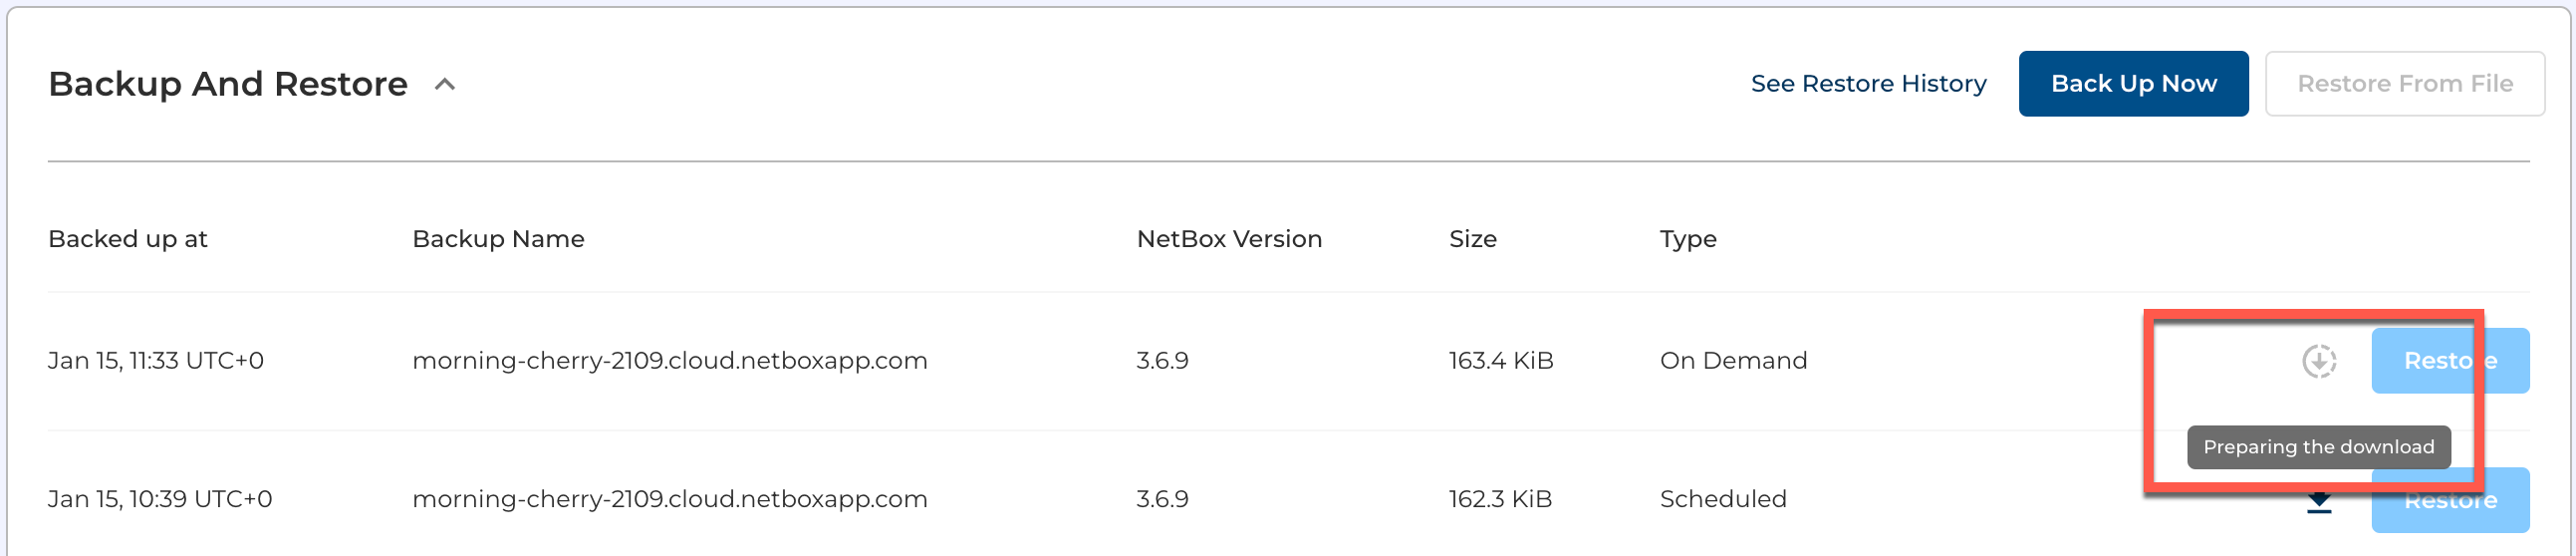 Backup And Restore See Restore History Back Up Now Restore From File
Backed up at Backup Name NetBox Version Size Type
Jan 15, 11:33 UTC+0 morning-cherry-2109.cloud.netboxapp.com 3.6.9 163.4 KiB On Demand Restore
Preparing the download
Jan 15, 10:39 UTC+0 morning-cherry-2109.cloud.netboxapp.com 3.6.9 162.3 KiB Scheduled Restore